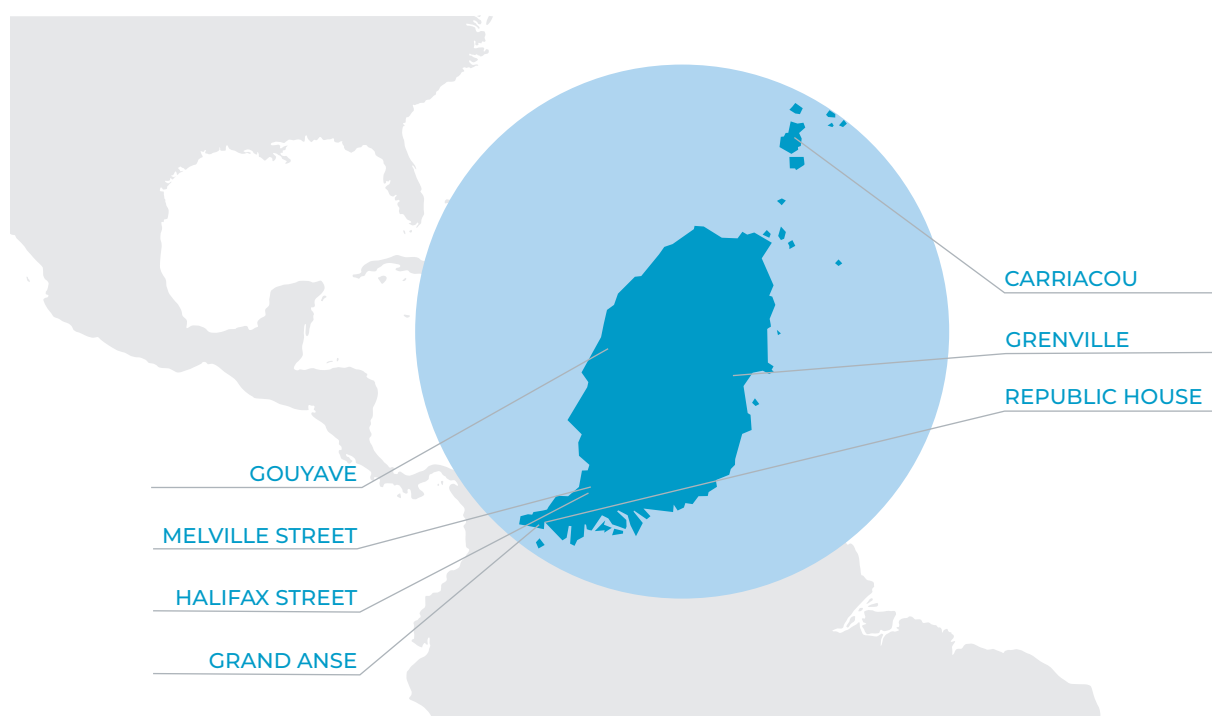 CARRIACOU
GRENVILLE
REPUBLIC HOUSE
GOUYAVE
MELVILLE STREET
HALIFAX STREET
GRAND ANSE